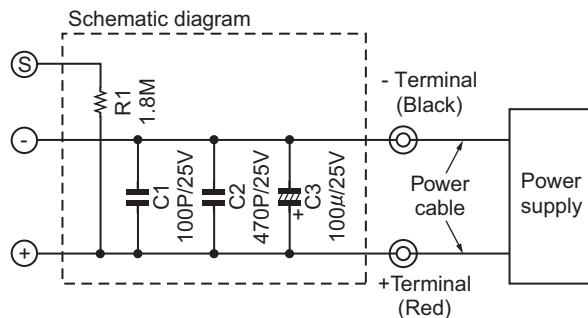 Schematic diagram
S
R1
1.8M
- Terminal
(Black)
-
C1
100P/25V
C2
470P/25V
+
C3
100μ/25V
Power
cable
Power
supply
+
+Terminal
(Red)